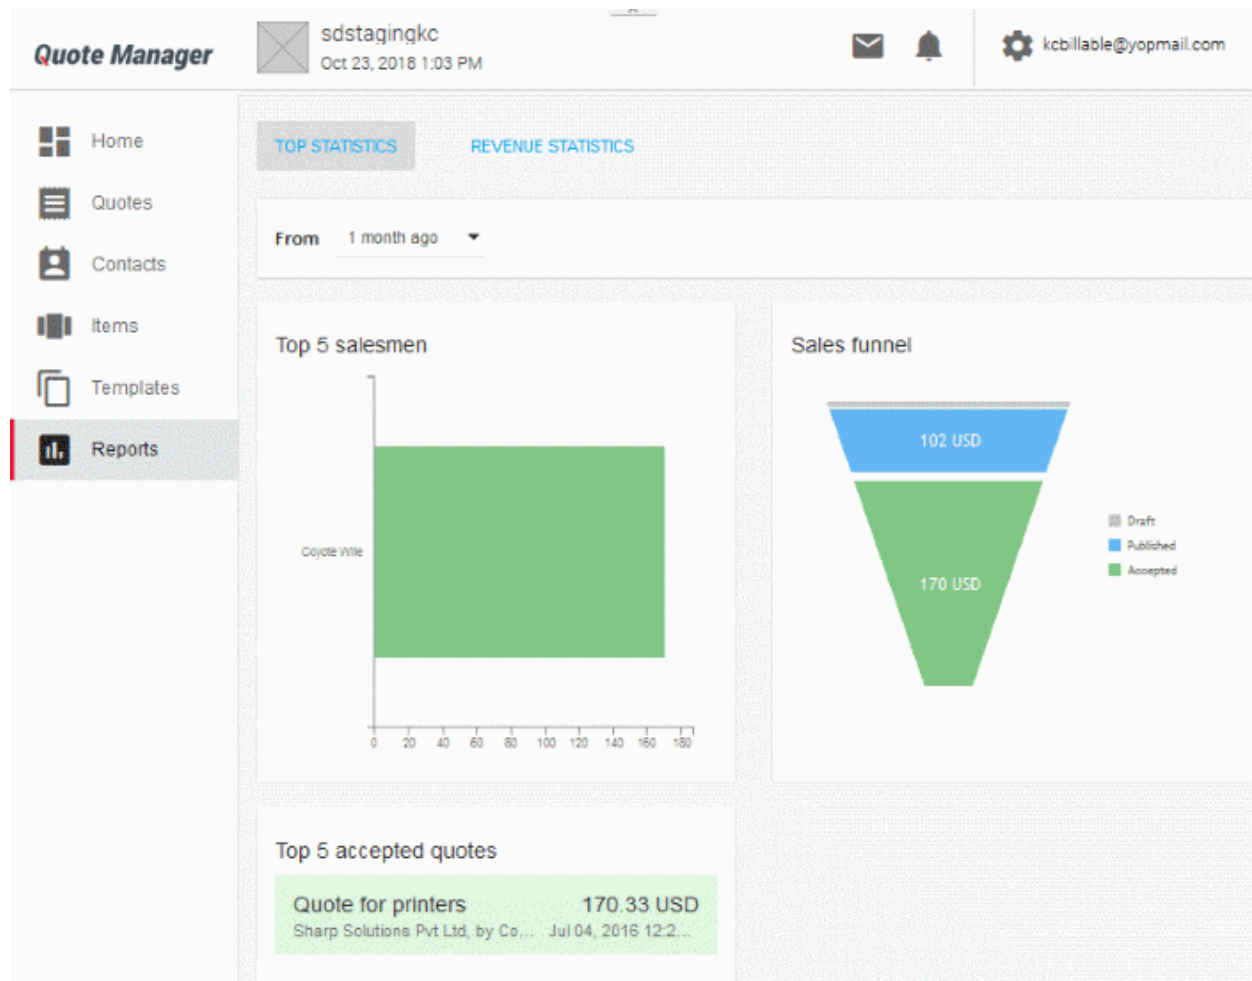 Quote Manager
sdstagingkc
Oct 23, 2018 1:03 PM
kcbillable@yopmail.com
Home
Quotes
Contacts
Items
Templates
Reports
TOP STATISTICS
REVENUE STATISTICS
From 1 month ago
Top 5 salesmen
Coyote Wile
0 20 40 60 80 100 120 140 160 180
Sales funnel
102 USD
170 USD
Draft
Published
Accepted
Top 5 accepted quotes
Quote for printers 170.33 USD
Sharp Solutions Pvt Ltd, by Co... Jul 04, 2016 12:2...